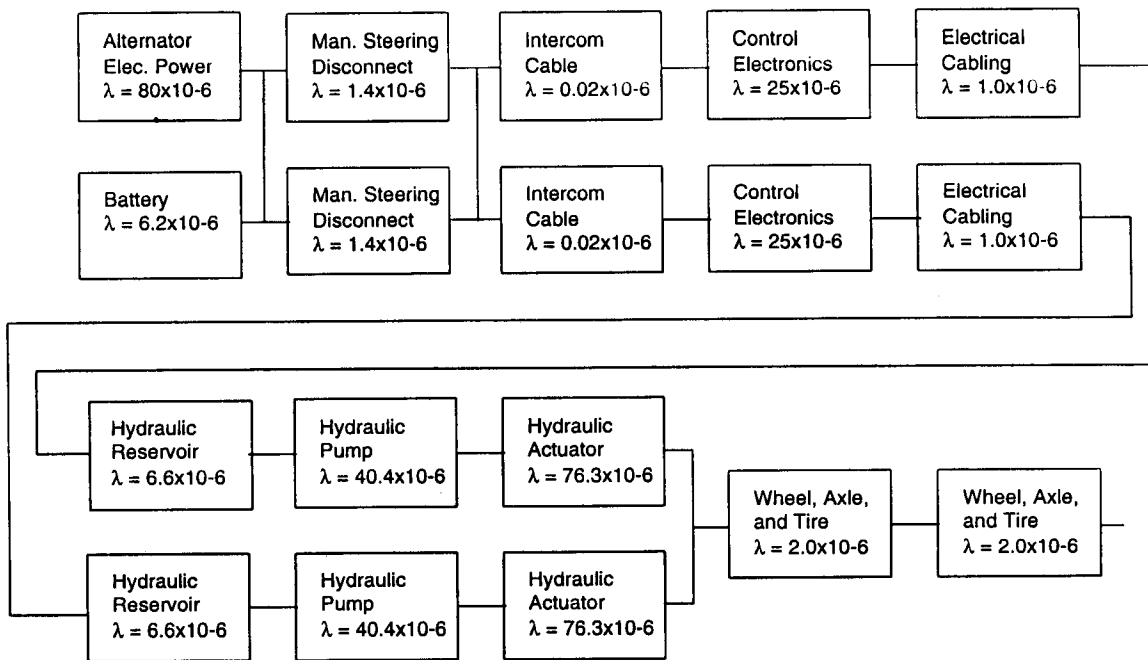 Alternator
Elec. Power
λ = 80x10-6
Man. Steering
Disconnect
λ = 1.4x10-6
Intercom
Cable
λ = 0.02x10-6
Control
Electronics
λ = 25x10-6
Electrical
Cabling
λ = 1.0x10-6
Battery
λ = 6.2x10-6
Man. Steering
Disconnect
λ = 1.4x10-6
Intercom
Cable
λ = 0.02x10-6
Control
Electronics
λ = 25x10-6
Electrical
Cabling
λ = 1.0x10-6
Hydraulic
Reservoir
λ = 6.6x10-6
Hydraulic
Pump
λ = 40.4x10-6
Hydraulic
Actuator
λ = 76.3x10-6
Wheel, Axle,
and Tire
λ = 2.0x10-6
Wheel, Axle,
and Tire
λ = 2.0x10-6
Hydraulic
Reservoir
λ = 6.6x10-6
Hydraulic
Pump
λ = 40.4x10-6
Hydraulic
Actuator
λ = 76.3x10-6